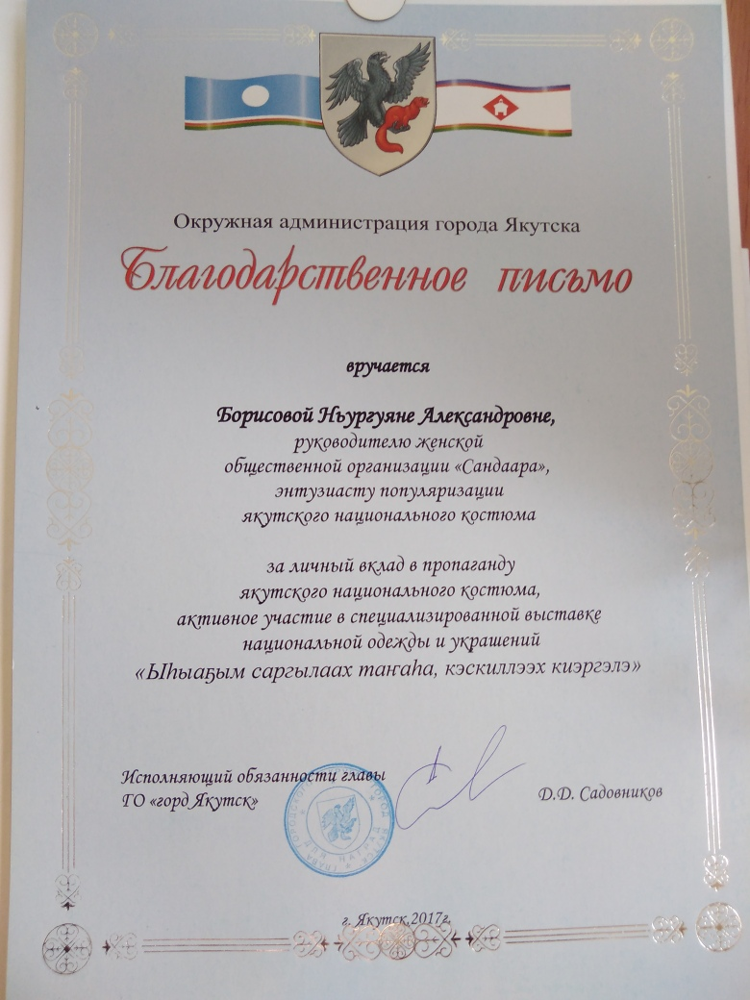 Окружная администрация города Якутска
Благодарственное письмо
вручается
Борисовой Ньургуяне Александровне,
руководителю женской
общественной организации «Сандаара»,
энтузиасту популяризации
якутского национального костюма
за личный вклад в пропаганду
якутского национального костюма,
активное участие в специализированной выставке
национальной одежды и украшений
«Ыһыаҕым саргылаах таҥаһа, кэскиллээх киэргэлэ»
Исполняющий обязанности главы
ГО «горд Якутск»
Д.Д. Садовников
ДЛЯ НАГРАД
г. Якутск,2017г.